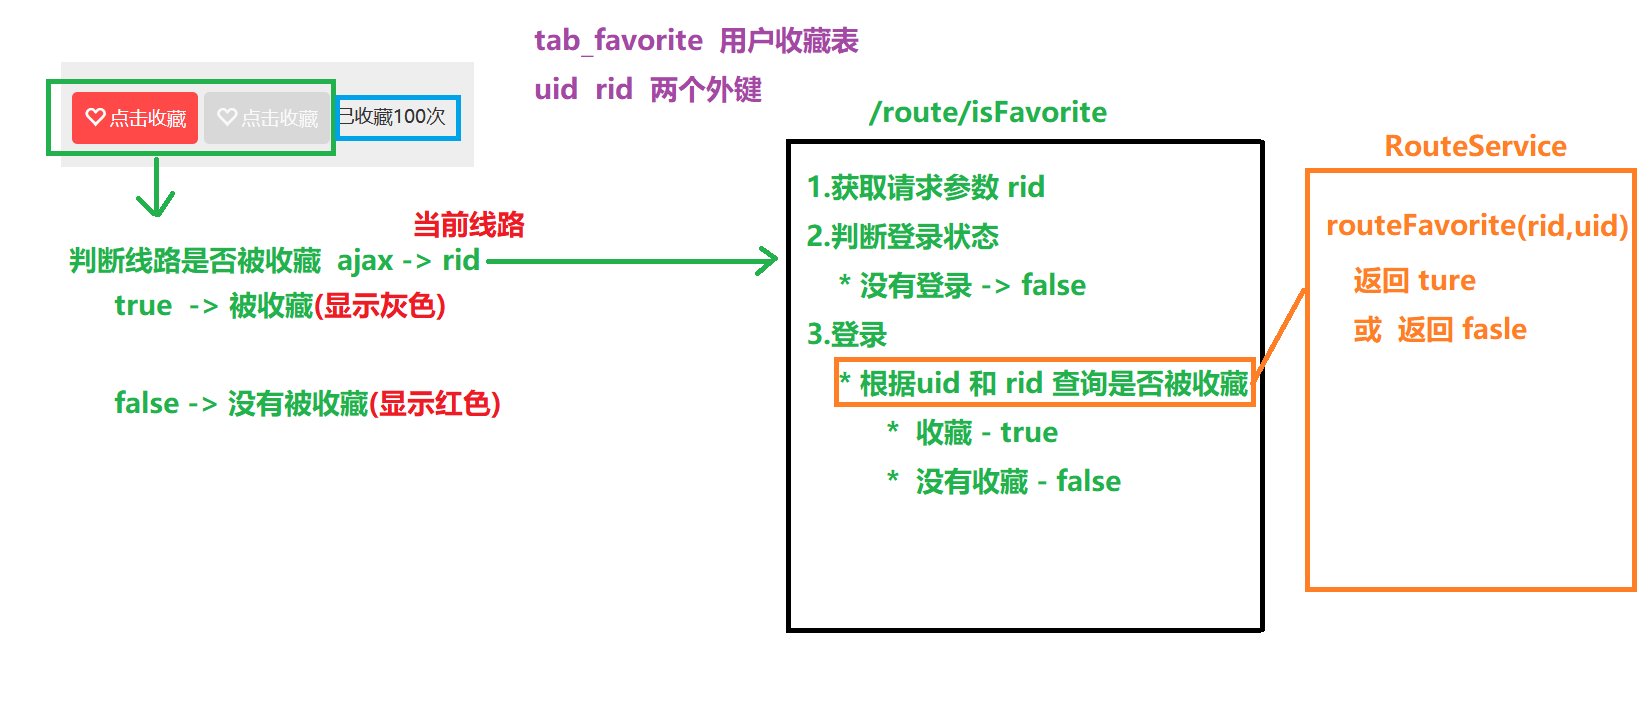 tab_favorite 用户收藏表
uid rid 两个外键
点击收藏 点击收藏 已收藏100次
当前线路
判断线路是否被收藏 ajax -> rid
true -> 被收藏(显示灰色)
false -> 没有被收藏(显示红色)
/route/isFavorite
1.获取请求参数 rid
2.判断登录状态
* 没有登录 -> false
3.登录
* 根据uid 和 rid 查询是否被收藏
* 收藏 - true
* 没有收藏 - false
RouteService
routeFavorite(rid,uid)
返回 ture
或 返回 fasle